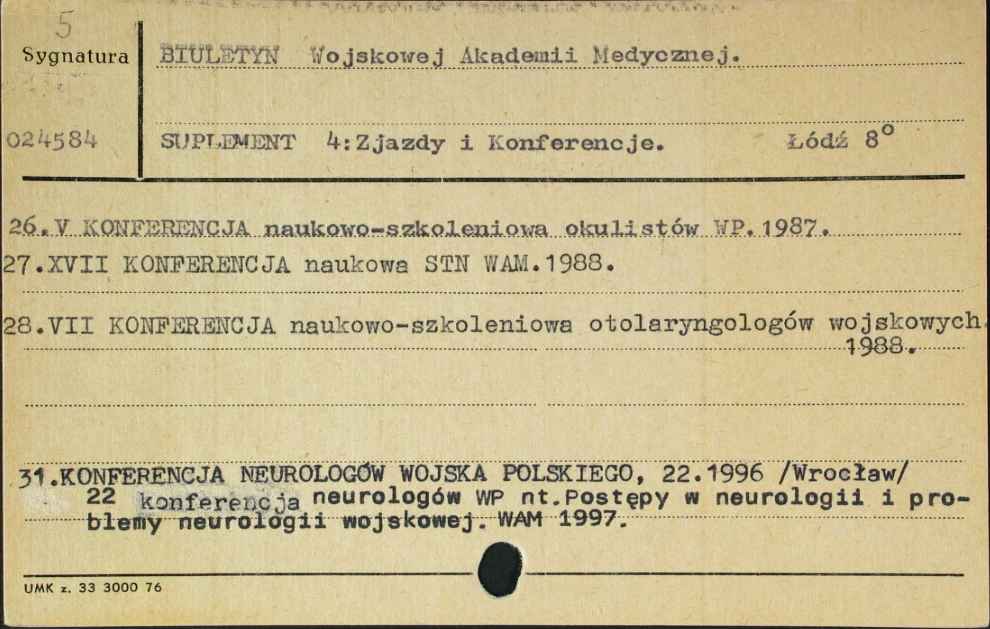 5
Sygnatura BIULETYN Wojskowej Akademii Medycznej.
024584 SUPLEMENT 4:Zjazdy i Konferencje. Łódź 8°
26.V KONFERENCJA naukowo-szkoleniowa okulistów WP.1987.
27.XVII KONFERENCJA naukowa STN WAM.1988.
28.VII KONFERENCJA naukowo-szkoleniowa otolaryngologów wojskowych.
1988.
31.KONFERENCJA NEUROLOGÓW WOJSKA POLSKIEGO, 22.1996 /Wrocław/
22 konferencja neurologów WP nt.Postępy w neurologii i pro-
blemy neurologii wojskowej. WAM 1997.
UMK z. 33 3000 76